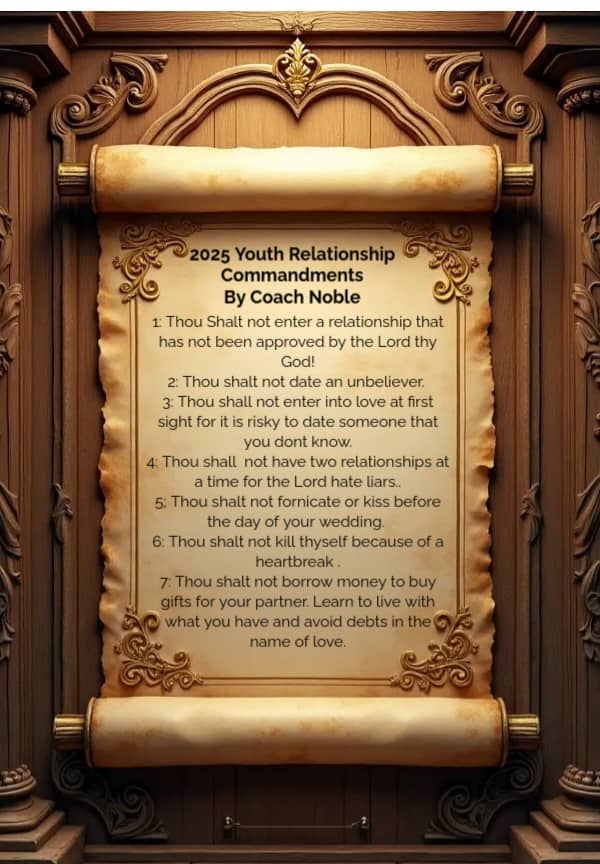 2025 Youth Relationship
Commandments
By Coach Noble
1: Thou Shalt not enter a relationship that
has not been approved by the Lord thy
God!
2: Thou shalt not date an unbeliever.
3: Thou shall not enter into love at first
sight for it is risky to date someone that
you dont know.
4: Thou shall  not have two relationships at
a time for the Lord hate liars..
5; Thou shalt not fornicate or kiss before
the day of your wedding.
6: Thou shalt not kill thyself because of a
heartbreak .
7: Thou shalt not borrow money to buy
gifts for your partner. Learn to live with
what you have and avoid debts in the
name of love.